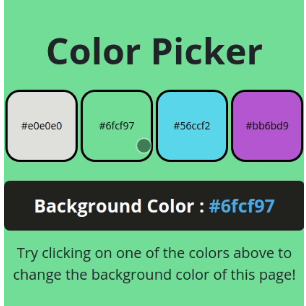 Color Picker
#e0e0e0 #6fcf97 #56ccf2 #bb6bd9
Background Color : #6fcf97
Try clicking on one of the colors above to
change the background color of this page!